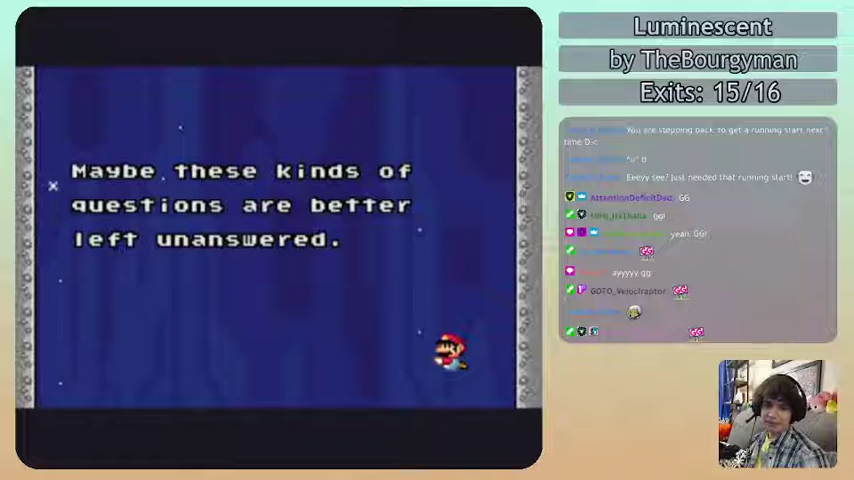 Luminescent
by TheBourgyman
Exits: 15/16
Maybe these kinds of
questions are better
left unanswered.
You are stepping back to get a running start next
time D:<
^u^ b
Eeeyy see? Just needed that running start!
AttentionDeficitDad: GG
gg!
yeah. GG!
ayyyyy gg
GOTO_Velociraptor